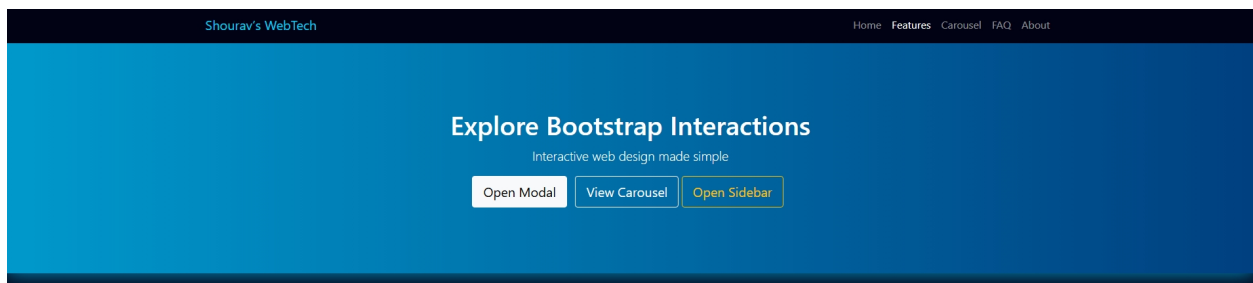 Shourav's WebTech
Home Features Carousel FAQ About
Explore Bootstrap Interactions
Interactive web design made simple
Open Modal View Carousel Open Sidebar